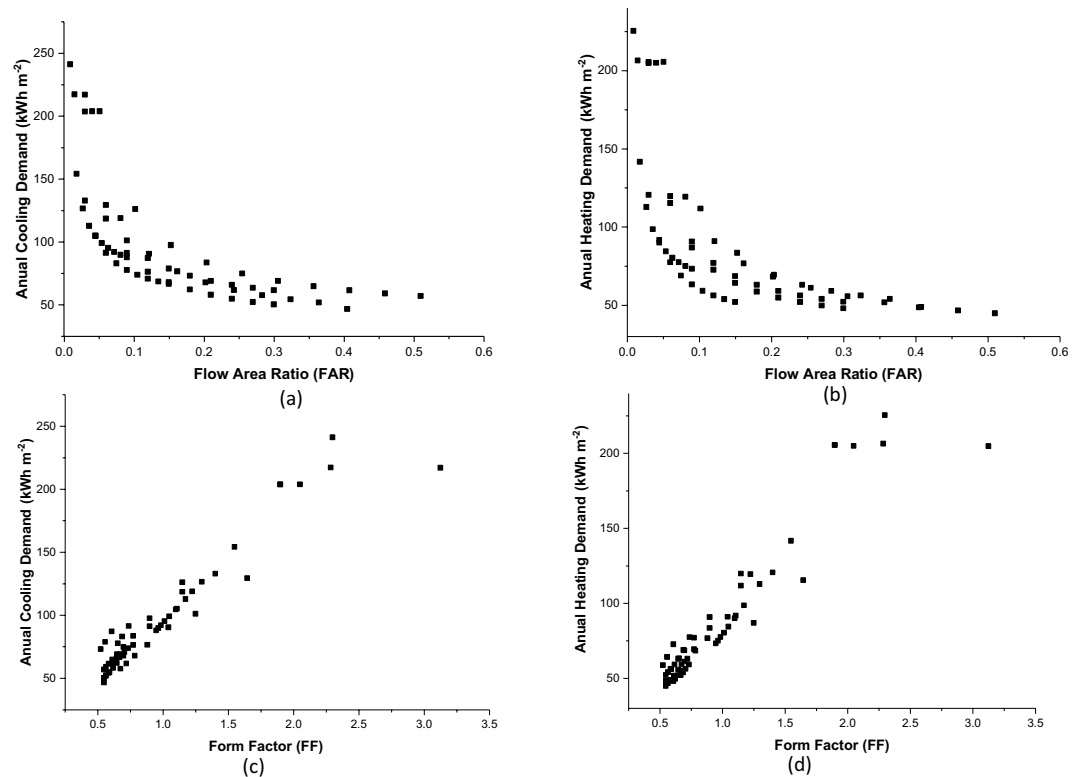 Anual Cooling Demand (kWh m-2)
250
200
150
100
50
0.0 0.1 0.2 0.3 0.4 0.5 0.6
Flow Area Ratio (FAR)
(a)
Anual Heating Demand (kWh m-2)
200
150
100
50
0.0 0.1 0.2 0.3 0.4 0.5 0.6
Flow Area Ratio (FAR)
(b)
Anual Cooling Demand (kWh m-2)
250
200
150
100
50
0.5 1.0 1.5 2.0 2.5 3.0 3.5
Form Factor (FF)
(c)
Anual Heating Demand (kWh m-2)
200
150
100
50
0.5 1.0 1.5 2.0 2.5 3.0 3.5
Form Factor (FF)
(d)